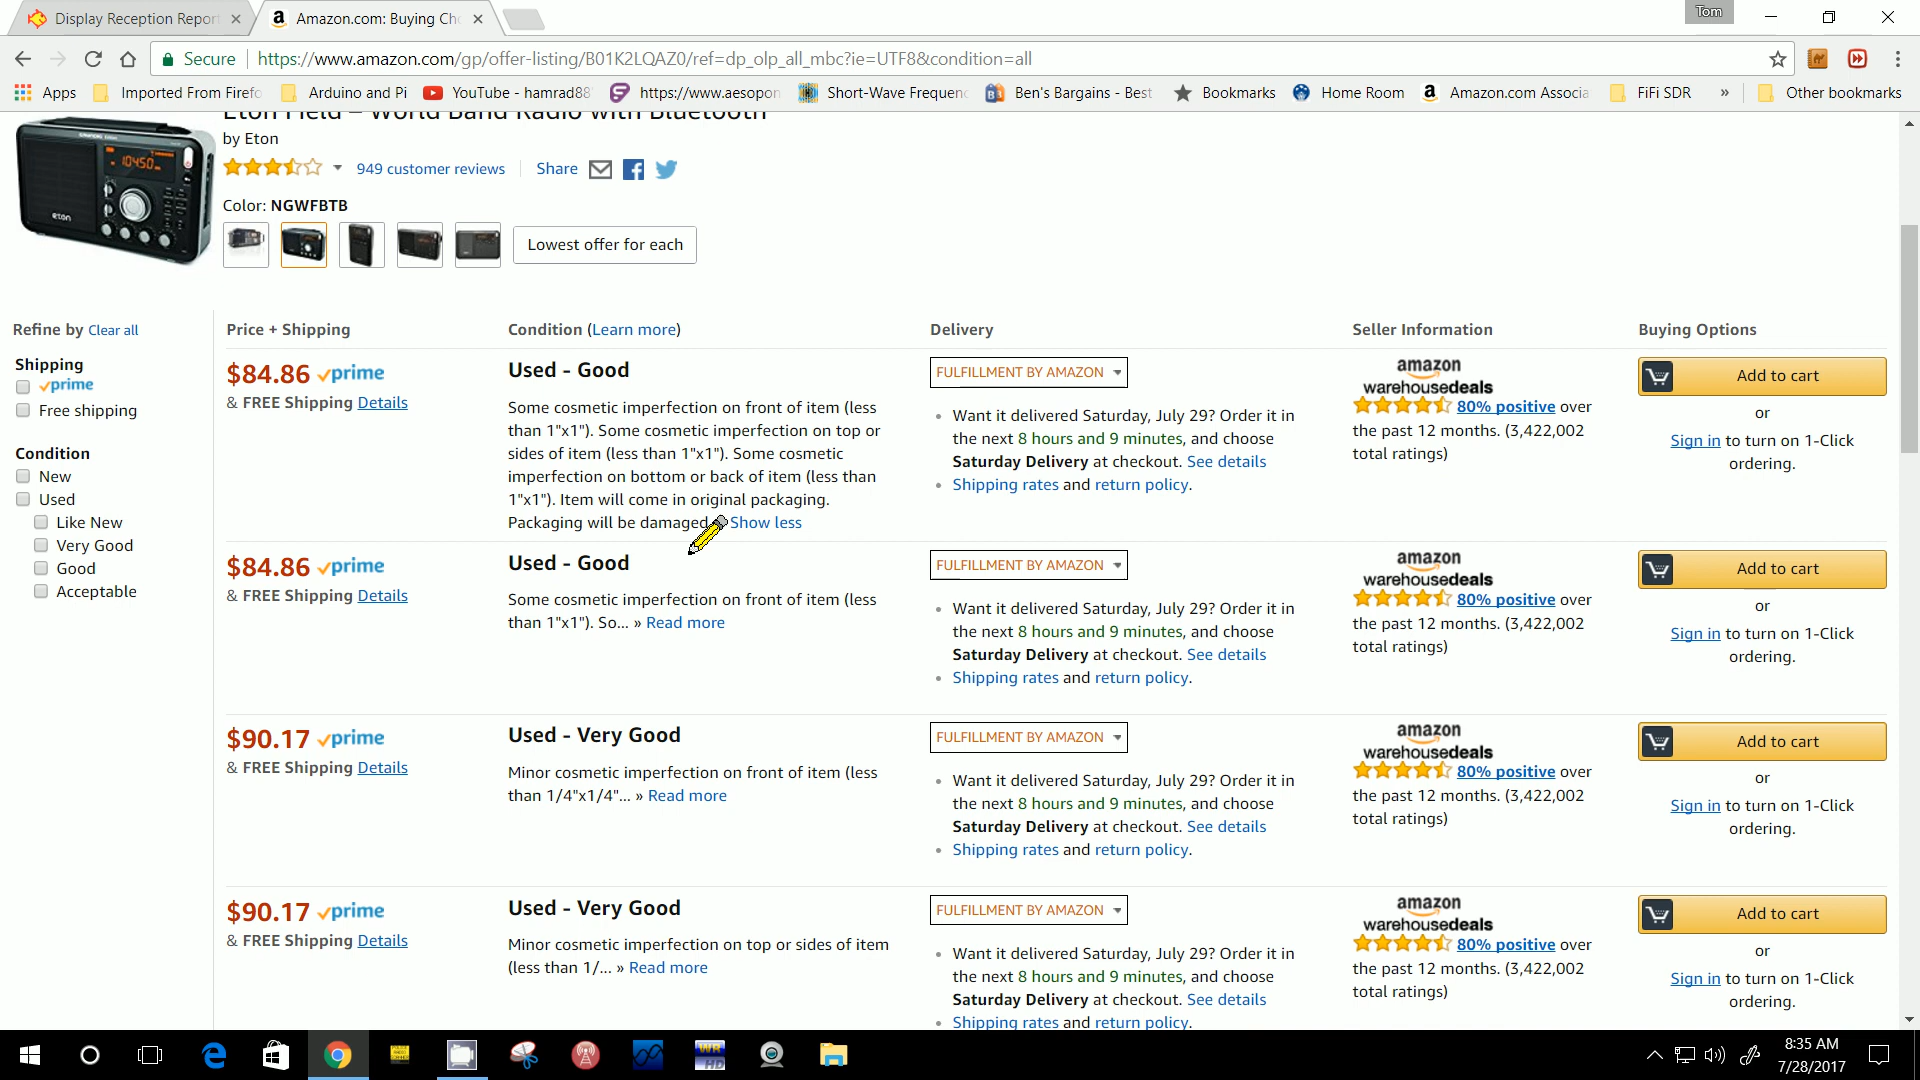 Display Reception Report
Amazon.com: Buying Ch
Tom
Secure
https://www.amazon.com/gp/offer-listing/B01K2LQAZ0/ref=dp_olp_all_mbc?ie=UTF8&condition=all
Apps
Imported From Firefo
Arduino and Pi
YouTube - hamrad88
https://www.aesopon
Short-Wave Frequenc
Ben's Bargains - Best
Bookmarks
Home Room
Amazon.com Associa
FiFi SDR
»
Other bookmarks
Eton Field – World Band Radio with Bluetooth
by Eton
949 customer reviews
Share
Color: NGWFBTB
Lowest offer for each
10450
eton
Refine by Clear all
Shipping
prime
Free shipping
Condition
New
Used
Like New
Very Good
Good
Acceptable
Price + Shipping
Condition (Learn more)
Delivery
Seller Information
Buying Options
$84.86 prime
& FREE Shipping Details
Used - Good
Some cosmetic imperfection on front of item (less
than 1"x1"). Some cosmetic imperfection on top or
sides of item (less than 1"x1"). Some cosmetic
imperfection on bottom or back of item (less than
1"x1"). Item will come in original packaging.
Packaging will be damaged Show less
FULFILLMENT BY AMAZON
• Want it delivered Saturday, July 29? Order it in
the next 8 hours and 9 minutes, and choose
Saturday Delivery at checkout. See details
• Shipping rates and return policy.
amazon
warehousedeals
80% positive over
the past 12 months. (3,422,002
total ratings)
Add to cart
or
Sign in to turn on 1-Click
ordering.
$84.86 prime
& FREE Shipping Details
Used - Good
Some cosmetic imperfection on front of item (less
than 1"x1"). So... » Read more
FULFILLMENT BY AMAZON
• Want it delivered Saturday, July 29? Order it in
the next 8 hours and 9 minutes, and choose
Saturday Delivery at checkout. See details
• Shipping rates and return policy.
amazon
warehousedeals
80% positive over
the past 12 months. (3,422,002
total ratings)
Add to cart
or
Sign in to turn on 1-Click
ordering.
$90.17 prime
& FREE Shipping Details
Used - Very Good
Minor cosmetic imperfection on front of item (less
than 1/4"x1/4"... » Read more
FULFILLMENT BY AMAZON
• Want it delivered Saturday, July 29? Order it in
the next 8 hours and 9 minutes, and choose
Saturday Delivery at checkout. See details
• Shipping rates and return policy.
amazon
warehousedeals
80% positive over
the past 12 months. (3,422,002
total ratings)
Add to cart
or
Sign in to turn on 1-Click
ordering.
$90.17 prime
& FREE Shipping Details
Used - Very Good
Minor cosmetic imperfection on top or sides of item
(less than 1/... » Read more
FULFILLMENT BY AMAZON
• Want it delivered Saturday, July 29? Order it in
the next 8 hours and 9 minutes, and choose
Saturday Delivery at checkout. See details
• Shipping rates and return policy.
amazon
warehousedeals
80% positive over
the past 12 months. (3,422,002
total ratings)
Add to cart
or
Sign in to turn on 1-Click
ordering.
8:35 AM
7/28/2017